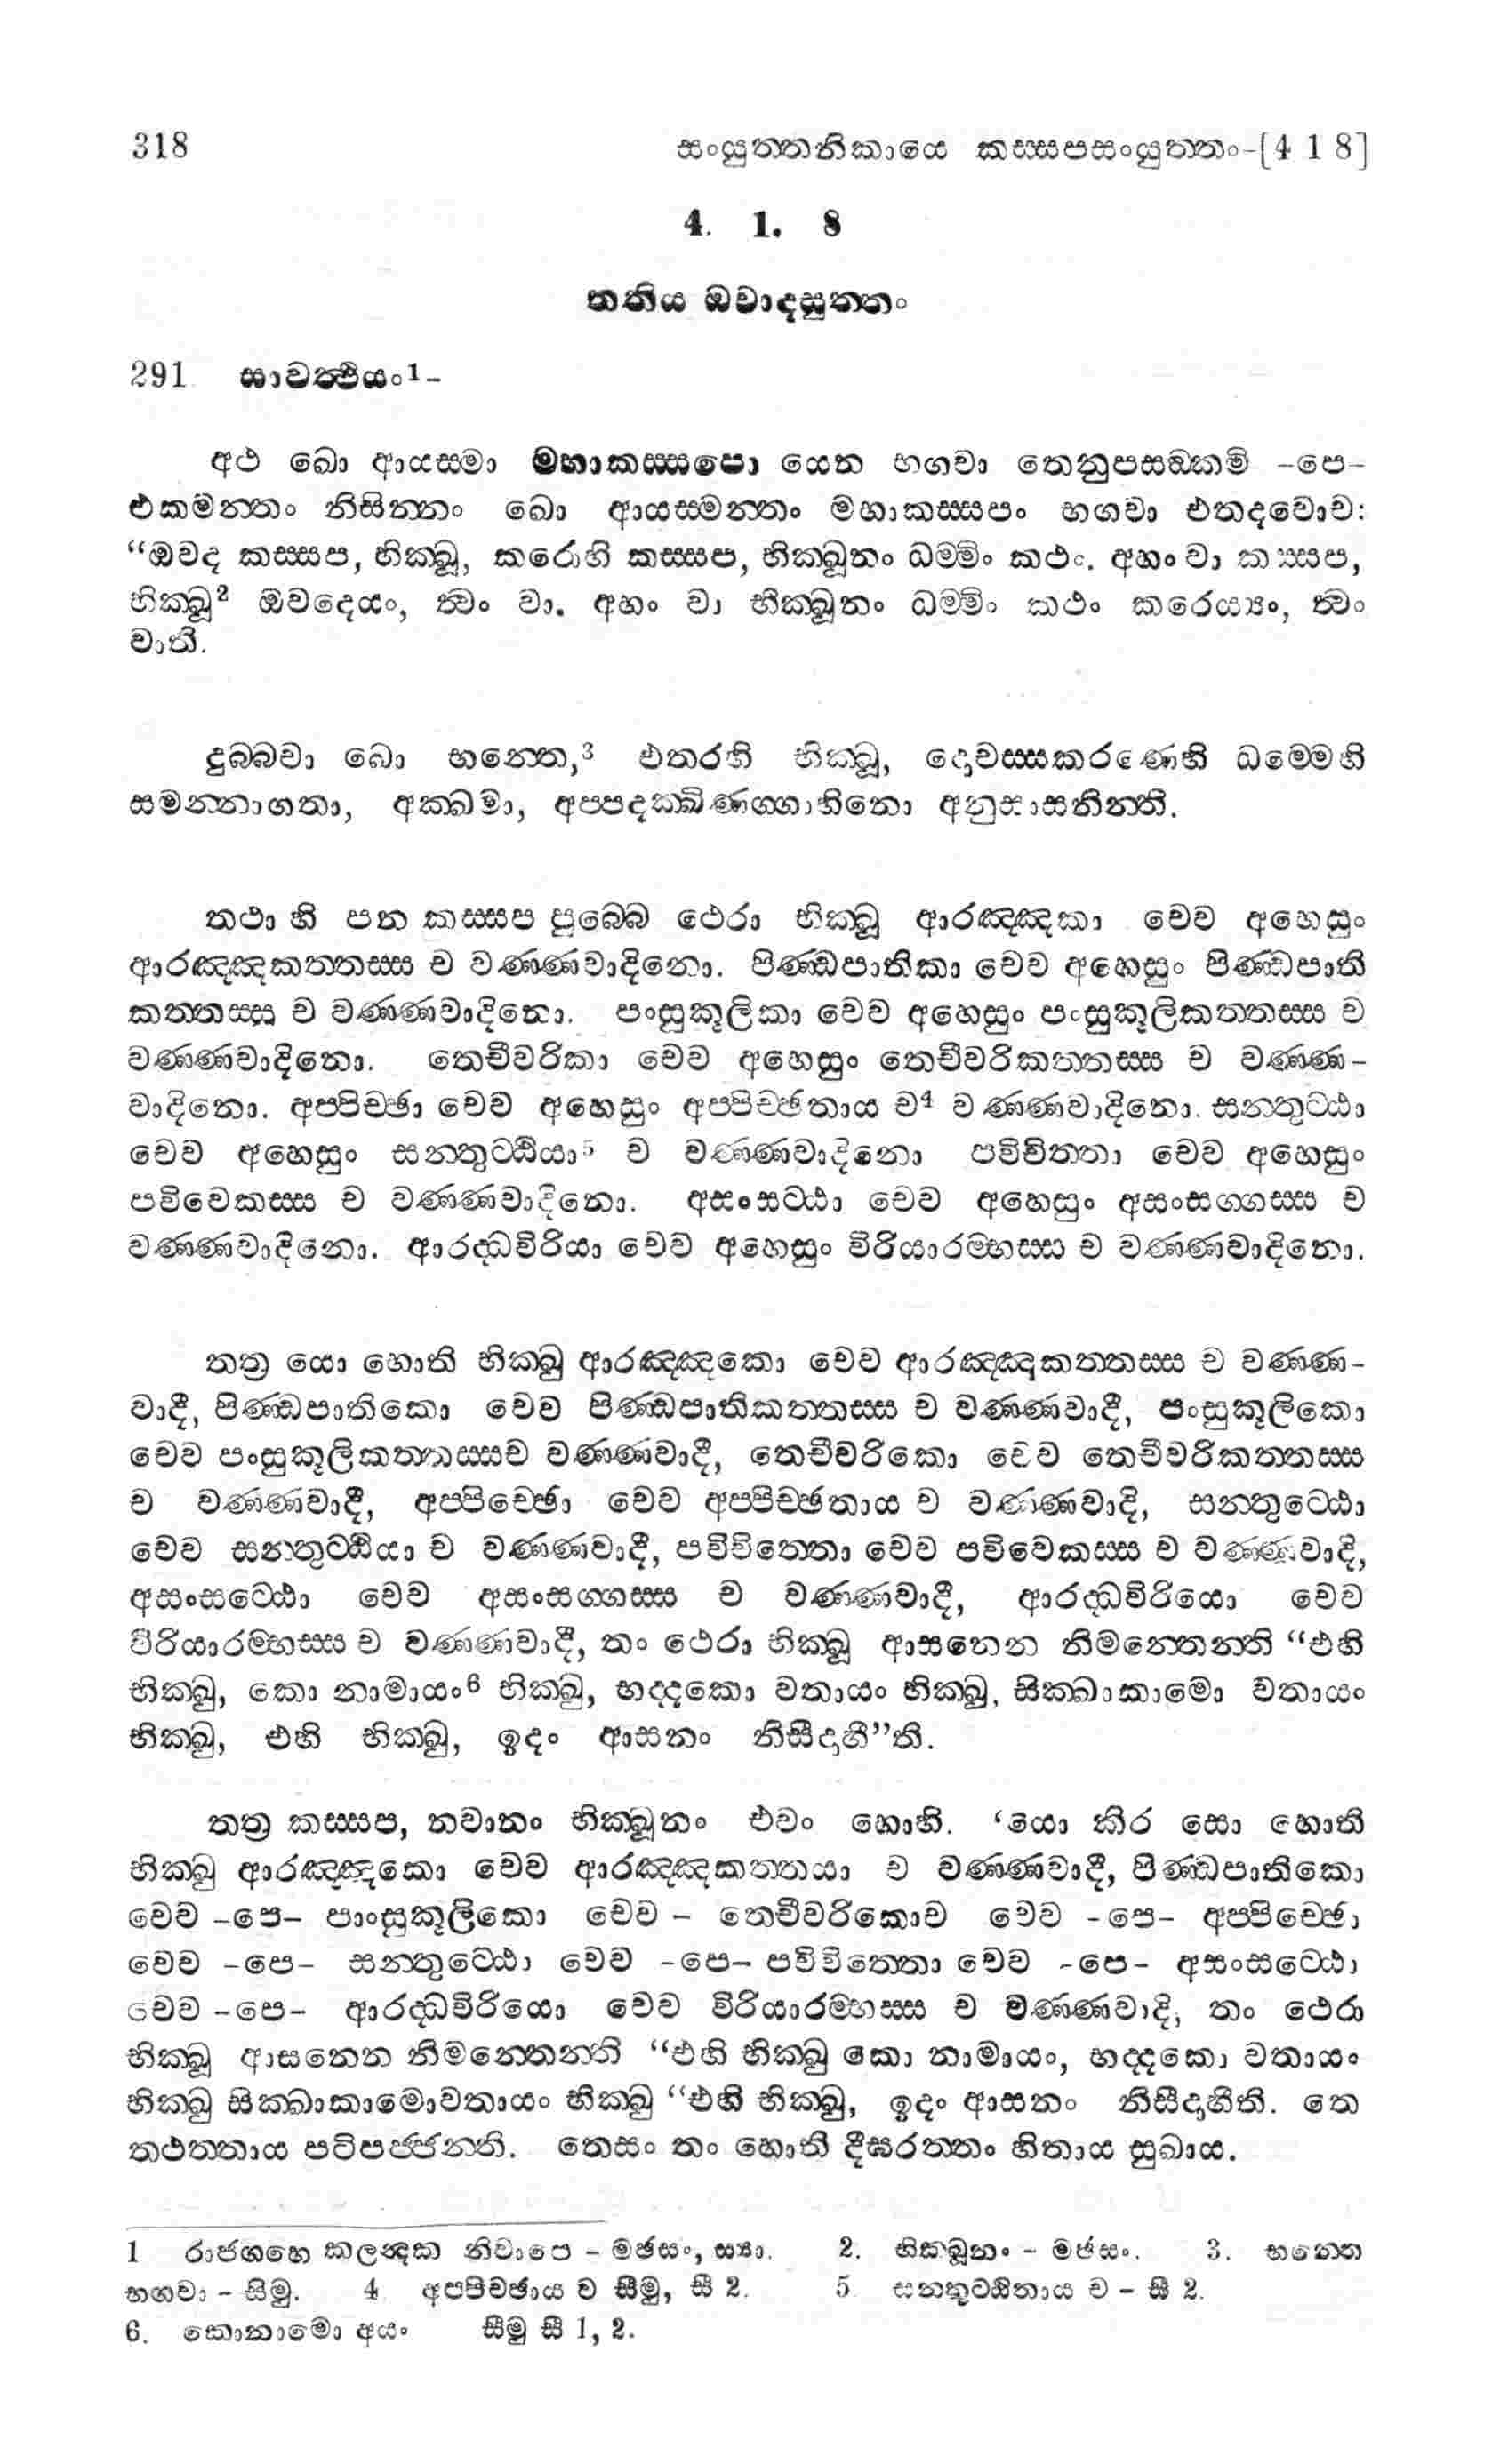 318 සංයුත්තනිකායෙ කස්සපසංයුත්තං-[4 1 8]
4. 1. 8
තතිය ඔවාදසුත්තං
291 සාවත්ථියං1-
අථ ඛො ආයස්මා මහාකස්සපො යෙන භගවා තෙනුපසඞ්කමි -පෙ-
එකමන්තං නිසින්නං ඛො ආයස්මන්තං මහාකස්සපං භගවා එතදවොච:
“ඔවද කස්සප, භික්ඛූ, කරොහි කස්සප, භික්ඛූනං ධම්මිං කථං. අහං වා කස්සප,
භික්ඛූ2 ඔවදෙය්‍යං, ත්වං වා. අහං වා භික්ඛූනං ධම්මිං කථං කරෙය්‍යං, ත්වං
වාති.
දුබ්බචා ඛො භන්තෙ,3 එතරහි භික්ඛූ, දොවචස්සකරණෙහි ධම්මෙහි
සමන්නාගතා, අක්ඛමා, අප්පදක්ඛිණග්ගාහිනො අනුසාසනින්ති.
තථා හි පන කස්සප පුබ්බෙ ථෙරා භික්ඛූ ආරඤ්ඤකා චෙව අහෙසුං
ආරඤ්ඤකත්තස්ස ච වණ්ණවාදිනො. පිණ්ඩපාතිකා චෙව අහෙසුං පිණ්ඩපාති
කත්තස්ස ච වණ්ණවාදිනො. පංසුකූලිකා චෙව අහෙසුං පංසුකූලිකත්තස්ස ච
වණ්ණවාදිනො. තෙචීවරිකා චෙව අහෙසුං තෙචීවරිකත්තස්ස ච වණ්ණ-
වාදිනො. අප්පිච්ඡා චෙව අහෙසුං අප්පිච්ඡතාය ච4 වණ්ණවාදිනො. සන්තුට්ඨා
චෙව අහෙසුං සන්තුට්ඨියා5 ච වණ්ණවාදිනො පවිවිත්තා චෙව අහෙසුං
පවිවෙකස්ස ච වණ්ණවාදිනො. අසංසට්ඨා චෙව අහෙසුං අසංසග්ගස්ස ච
වණ්ණවාදිනො. ආරද්ධවිරියා චෙව අහෙසුං විරියාරම්භස්ස ච වණ්ණවාදිනො.
තත්‍ර යො හොති භික්ඛු ආරඤ්ඤකො චෙව ආරඤ්ඤකත්තස්ස ච වණ්ණ-
වාදී, පිණ්ඩපාතිකො චෙව පිණ්ඩපාතිකත්තස්ස ච වණ්ණවාදී, පංසුකූලිකො
චෙව පංසුකූලිකත්තස්සච වණ්ණවාදී, තෙචීවරිකො චෙව තෙචීවරිකත්තස්ස
ච වණ්ණවාදී, අප්පිච්ඡො චෙව අප්පිච්ඡතාය ච වණ්ණවාදි, සන්තුට්ඨො
චෙව සන්තුට්ඨියා ච වණ්ණවාදී, පවිවිත්තො චෙව පවිවෙකස්ස ච වණ්ණවාදි,
අසංසට්ඨො චෙව අසංසග්ගස්ස ච වණ්ණවාදී, ආරද්ධවිරියො චෙව
විරියාරම්භස්ස ච වණ්ණවාදී, තං ථෙරා භික්ඛූ ආසනෙන නිමන්තෙන්ති “එහි
භික්ඛු, කො නාමායං6 භික්ඛු, භද්දකො වතායං භික්ඛු, සික්ඛාකාමො වතායං
භික්ඛු, එහි භික්ඛු, ඉදං ආසනං නිසීදාහී”ති.
තත්‍ර කස්සප, නවානං භික්ඛූනං එවං හොති. ‘යො කිර සො හොති
භික්ඛු ආරඤ්ඤකො චෙව ආරඤ්ඤකත්තයා ච වණ්ණවාදී, පිණ්ඩපාතිකො
චෙව -පෙ- පාංසුකූලිකො චෙව - තෙචීවරිකොච චෙව -පෙ- අප්පිච්ඡො
චෙව -පෙ- සන්තුට්ඨො චෙව -පෙ- පවිවිත්තො චෙව -පෙ- අසංසට්ඨො
චෙව -පෙ- ආරද්ධවිරියො චෙව විරියාරම්භස්ස ච වණ්ණවාදි, තං ථෙරා
භික්ඛූ ආසනෙන නිමන්තෙන්ති “එහි භික්ඛු කො නාමායං, භද්දකො වතායං
භික්ඛු සික්ඛාකාමොවතායං භික්ඛු “එහි භික්ඛු, ඉදං ආසනං නිසීදාහීති. තෙ
තථත්තාය පටිපජ්ජන්ති. තෙසං තං හොති දීඝරත්තං හිතාය සුඛාය.
1 රාජගහෙ කලන්දක නිවාපෙ - මඡසං, ස්‍යා. 2. භික්ඛූනං - මඡසං. 3. භන්තෙ
භගවා - සිමු. 4 අප්පිච්ඡාය ච සීමු, සී 2. 5 සන්තුට්ඨිතාය ච - සී 2.
6. කොනාමො අයං සීමු සී 1, 2.